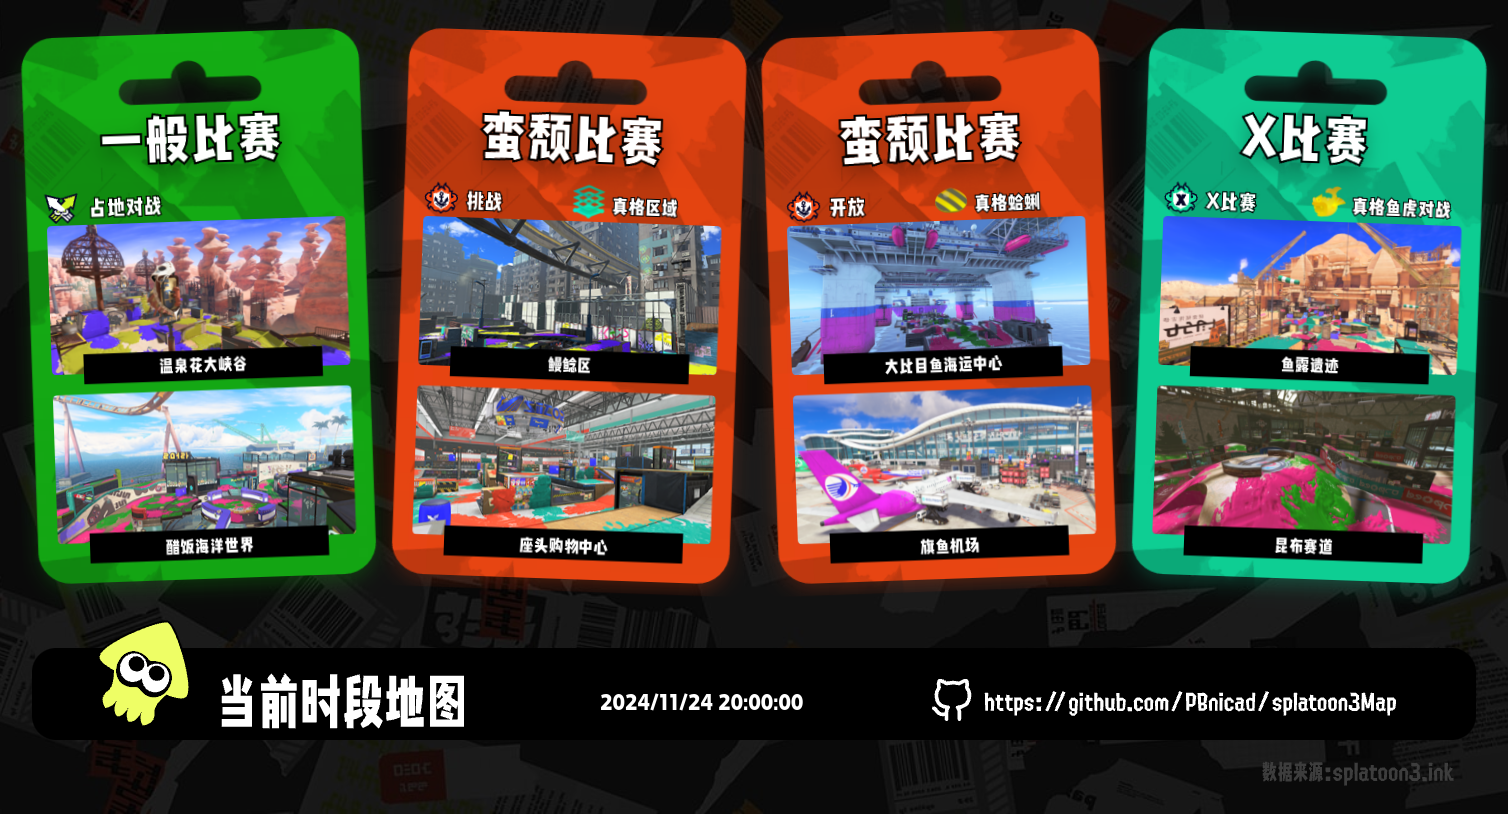 一般比赛
占地对战
温泉花大峡谷
醋饭海洋世界
蛮颓比赛
挑战
真格区域
鳗鲶区
座头购物中心
蛮颓比赛
开放
真格蛤蜊
大比目鱼海运中心
旗鱼机场
X比赛
X比赛
真格鱼虎对战
鱼露遗迹
昆布赛道
当前时段地图
2024/11/24 20:00:00
https://github.com/PBnicad/splatoon3Map
数据来源:splatoon3.ink